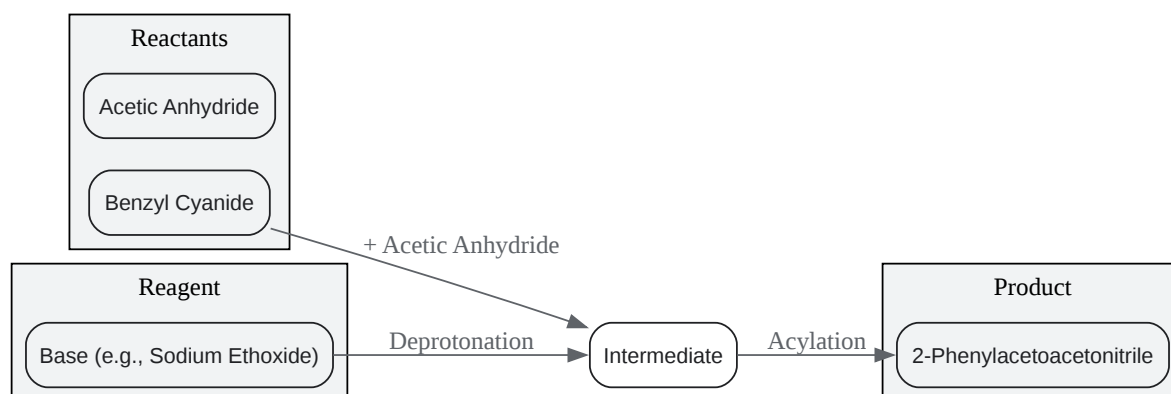 Reactants
Acetic Anhydride
Benzyl Cyanide
+ Acetic Anhydride
Reagent
Base (e.g., Sodium Ethoxide)
Deprotonation
Intermediate
Acylation
Product
2-Phenylacetoacetonitrile